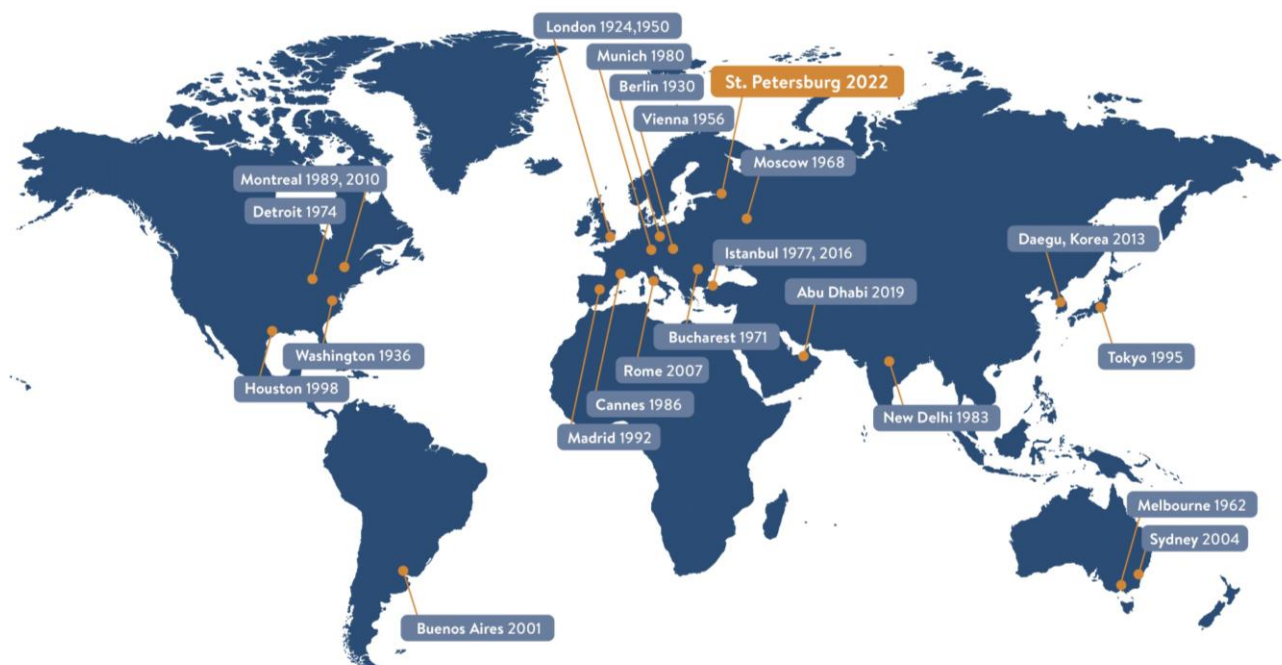 London 1924,1950
Munich 1980
Berlin 1930
St. Petersburg 2022
Vienna 1956
Moscow 1968
Montreal 1989, 2010
Detroit 1974
Daegu, Korea 2013
Istanbul 1977, 2016
Abu Dhabi 2019
Bucharest 1971
Washington 1936
Tokyo 1995
Rome 2007
Houston 1998
Cannes 1986
New Delhi 1983
Madrid 1992
Melbourne 1962
Sydney 2004
Buenos Aires 2001